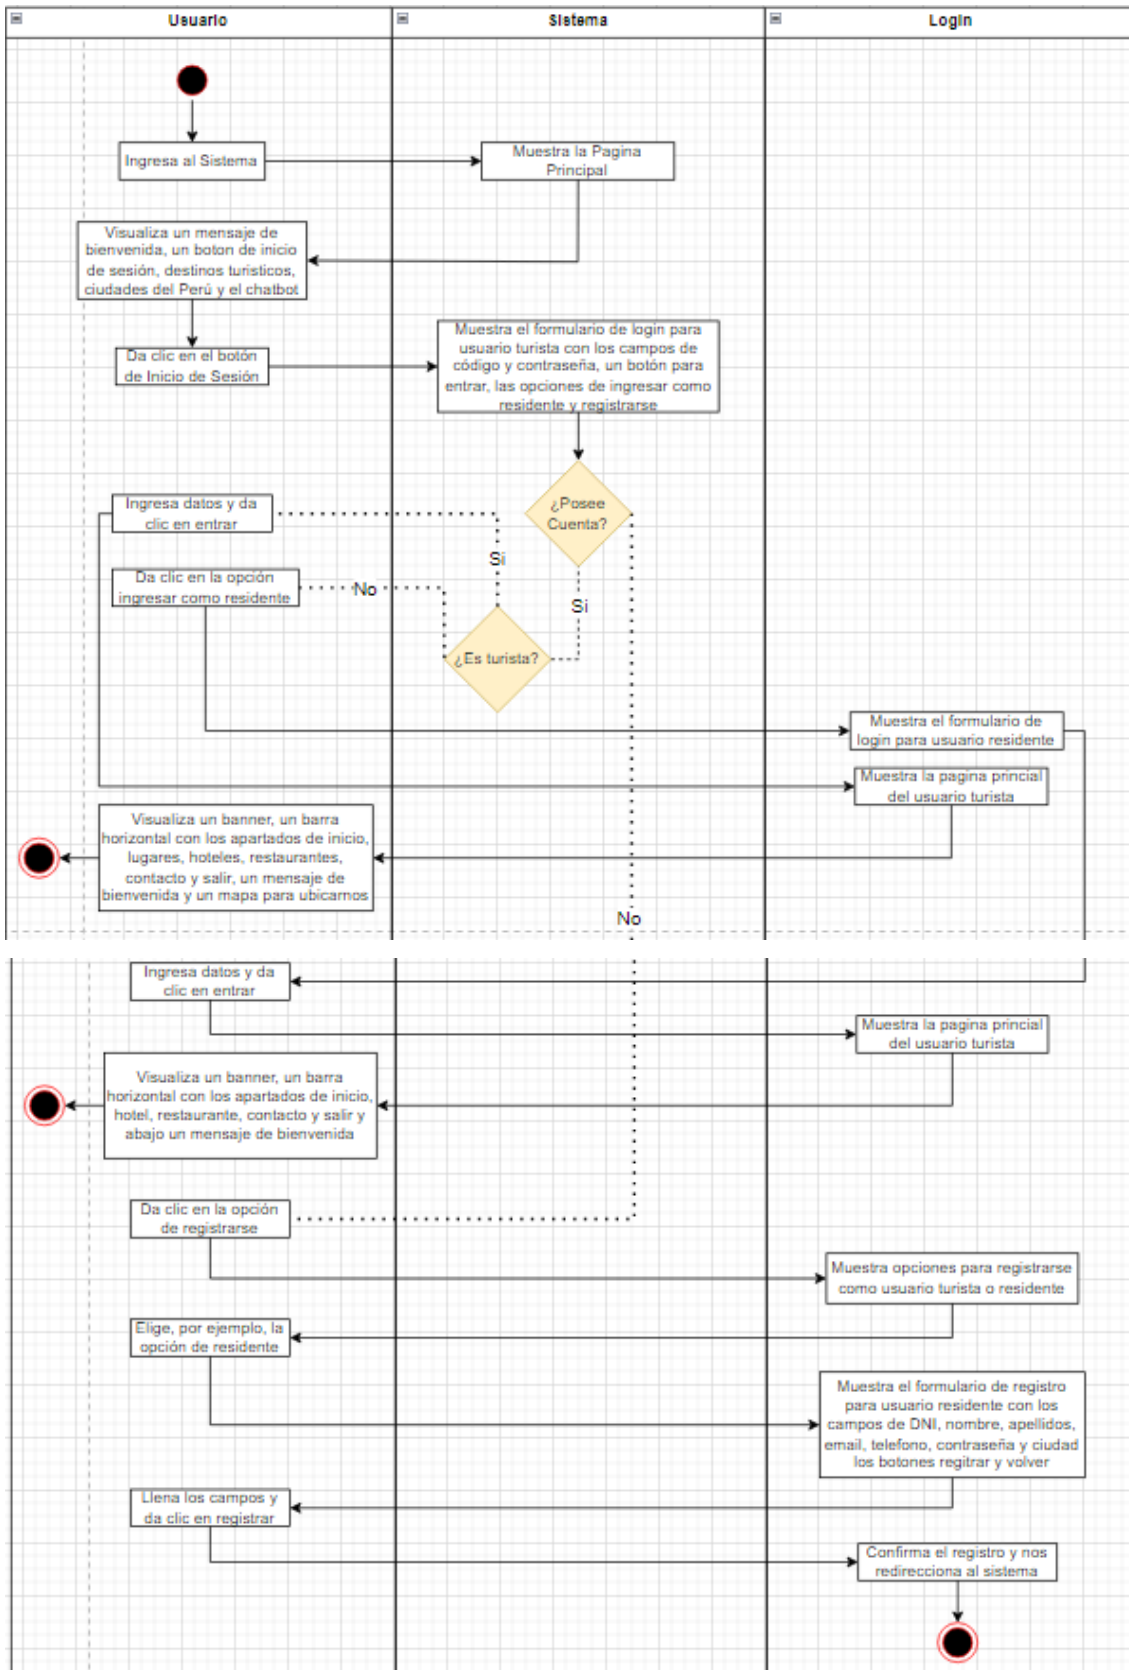 Usuario
Sistema
Login
Ingresa al Sistema
Muestra la Pagina
Principal
Visualiza un mensaje de
bienvenida, un boton de inicio
de sesión, destinos turisticos,
ciudades del Perú y el chatbot
Da clic en el botón
de Inicio de Sesión
Muestra el formulario de login para
usuario turista con los campos de
código y contraseña, un botón para
entrar, las opciones de ingresar como
residente y registrarse
¿Posee
Cuenta?
Ingresa datos y da
clic en entrar
Si
Da clic en la opción
ingresar como residente
No
Si
¿Es turista?
Muestra el formulario de
login para usuario residente
Muestra la pagina princial
del usuario turista
Visualiza un banner, un barra
horizontal con los apartados de inicio,
lugares, hoteles, restaurantes,
contacto y salir, un mensaje de
bienvenida y un mapa para ubicarnos
No
Ingresa datos y da
clic en entrar
Muestra la pagina princial
del usuario turista
Visualiza un banner, un barra
horizontal con los apartados de inicio,
hotel, restaurante, contacto y salir y
abajo un mensaje de bienvenida
Da clic en la opción
de registrarse
Muestra opciones para registrarse
como usuario turista o residente
Elige, por ejemplo, la
opción de residente
Muestra el formulario de registro
para usuario residente con los
campos de DNI, nombre, apellidos,
email, telefono, contraseña y ciudad
los botones regitrar y volver
Llena los campos y
da clic en registrar
Confirma el registro y nos
redirecciona al sistema